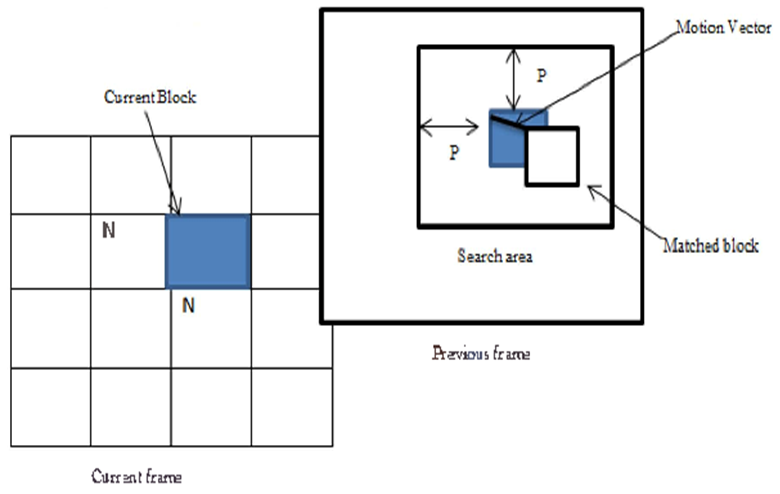 Motion Vector
P
Current Block
P
N
Matched block
Search area
N
Previous frame
Current frame